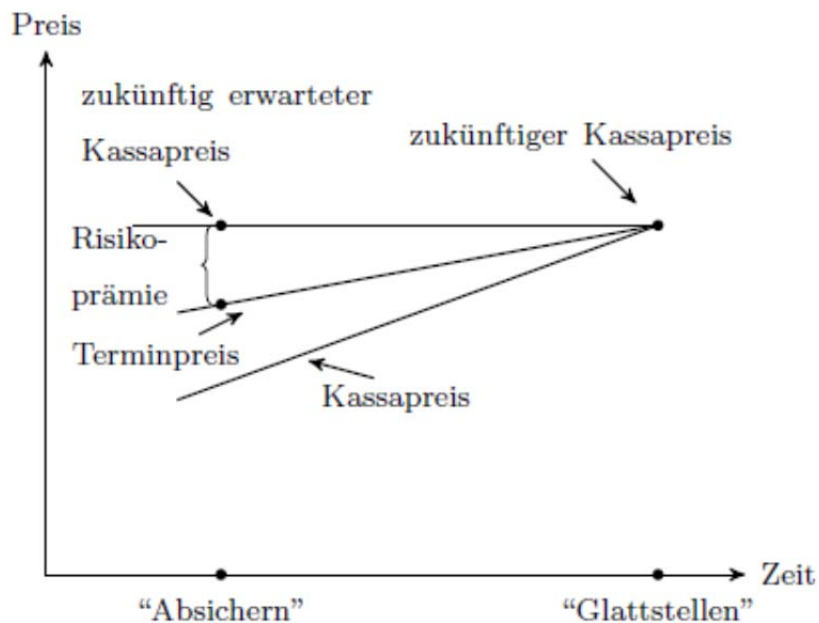 Preis
zukünftig erwarteter
Kassapreis
zukünftiger Kassapreis
Risiko-
prämie
Terminpreis
Kassapreis
Zeit
“Absichern”
“Glattstellen”